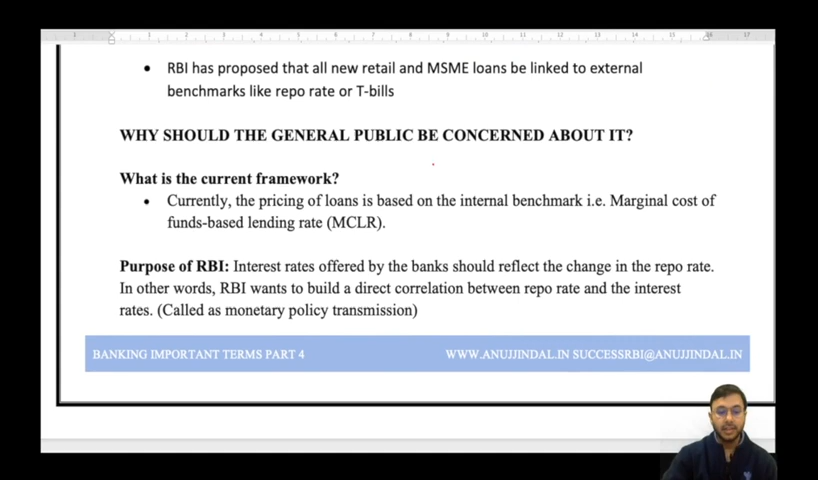 • RBI has proposed that all new retail and MSME loans be linked to external
benchmarks like repo rate or T-bills
WHY SHOULD THE GENERAL PUBLIC BE CONCERNED ABOUT IT?
What is the current framework?
• Currently, the pricing of loans is based on the internal benchmark i.e. Marginal cost of
funds-based lending rate (MCLR).
Purpose of RBI: Interest rates offered by the banks should reflect the change in the repo rate.
In other words, RBI wants to build a direct correlation between repo rate and the interest
rates. (Called as monetary policy transmission)
BANKING IMPORTANT TERMS PART 4 WWW.ANUJJINDAL.IN SUCCESSRBI@ANUJJINDAL.IN